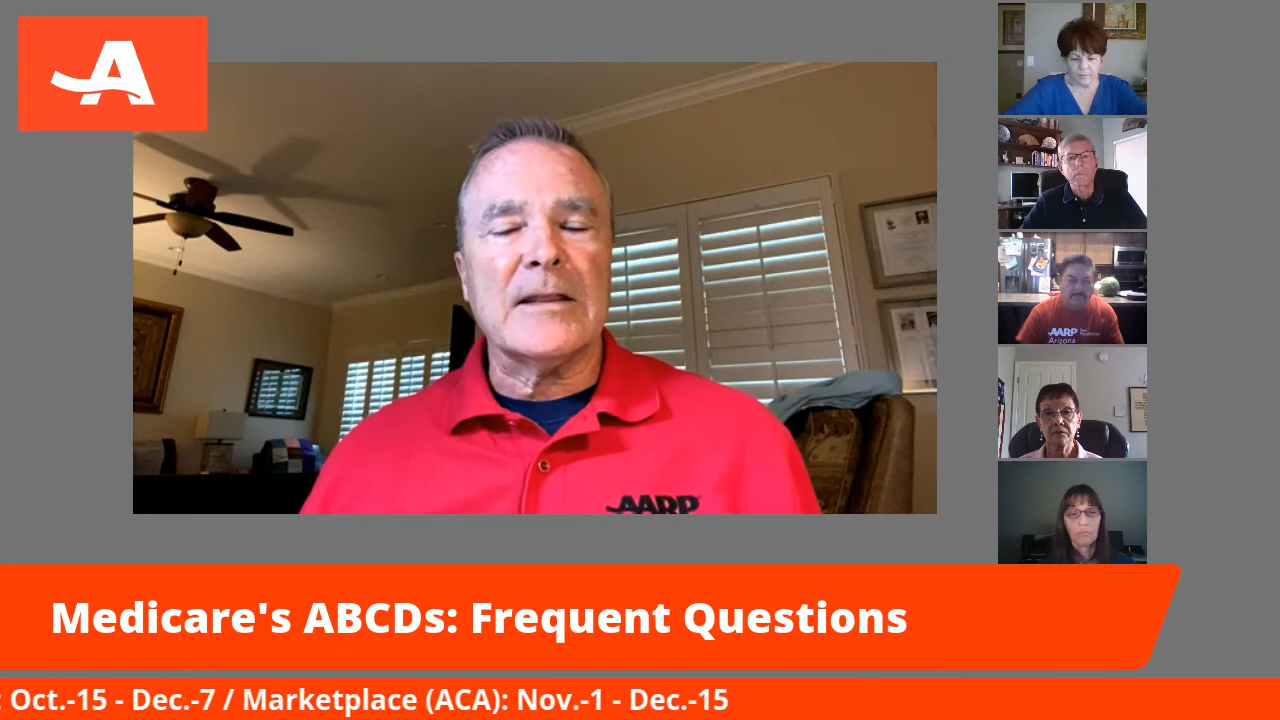 A
AARP
AARP
Arizona
Medicare's ABCDs: Frequent Questions
: Oct.-15 - Dec.-7 / Marketplace (ACA): Nov.-1 - Dec.-15